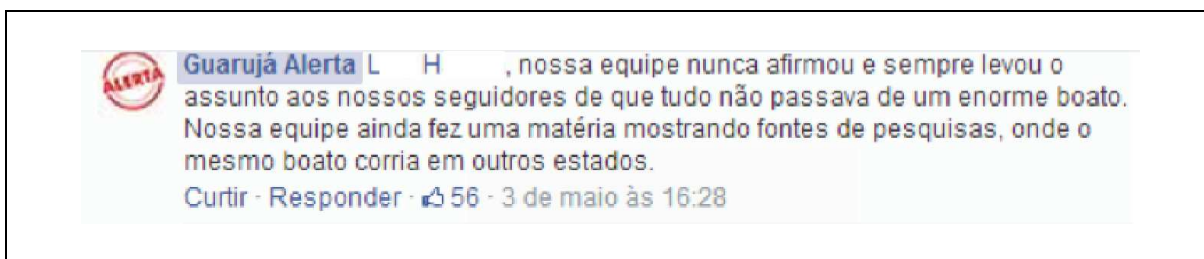 ALERTA
Guarujá Alerta L H , nossa equipe nunca afirmou e sempre levou o
assunto aos nossos seguidores de que tudo não passava de um enorme boato.
Nossa equipe ainda fez uma matéria mostrando fontes de pesquisas, onde o
mesmo boato corria em outros estados.
Curtir · Responder · 56 · 3 de maio às 16:28